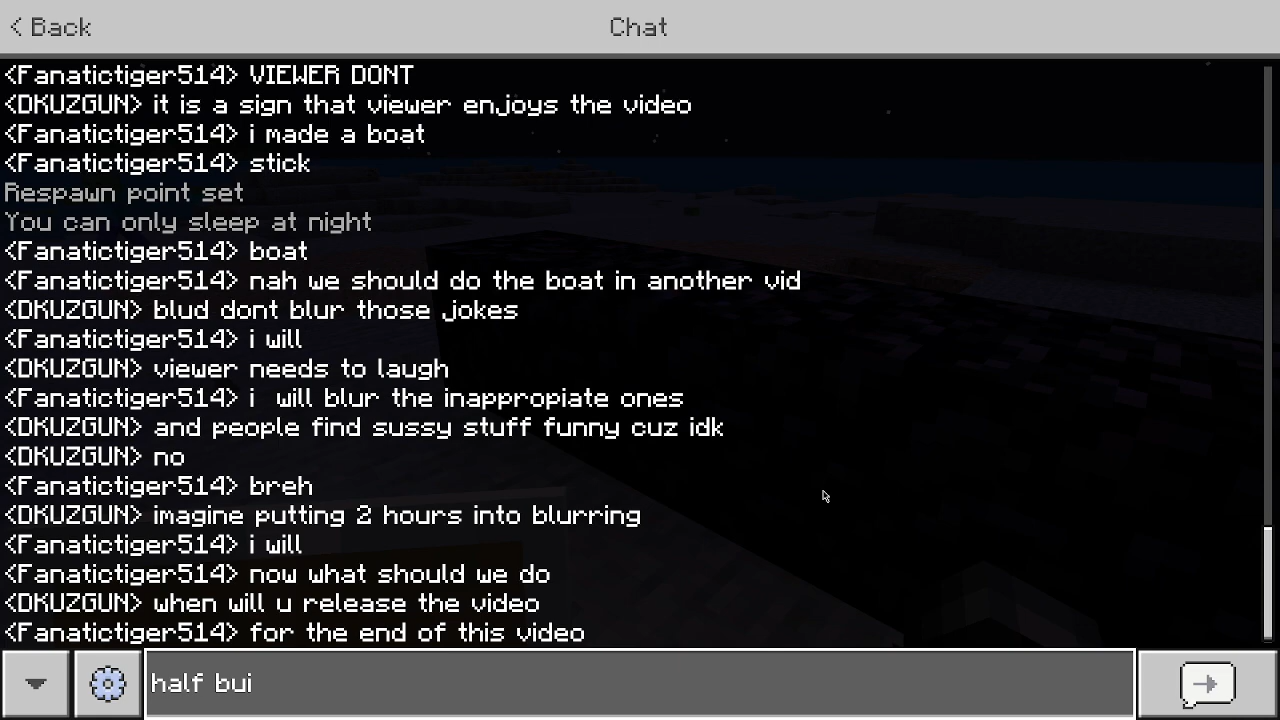 < Back
Chat
<Fanatictiger514> VIEWER DONT
<DKUZGUN> it is a sign that viewer enjoys the video
<Fanatictiger514> i made a boat
<Fanatictiger514> stick
Respawn point set
You can only sleep at night
<Fanatictiger514> boat
<Fanatictiger514> nah we should do the boat in another vid
<DKUZGUN> blud dont blur those jokes
<Fanatictiger514> i will
<DKUZGUN> viewer needs to laugh
<Fanatictiger514> i  will blur the inappropiate ones
<DKUZGUN> and people find sussy stuff funny cuz idk
<DKUZGUN> no
<Fanatictiger514> breh
<DKUZGUN> imagine putting 2 hours into blurring
<Fanatictiger514> i will
<Fanatictiger514> now what should we do
<DKUZGUN> when will u release the video
<Fanatictiger514> for the end of this video
half bui